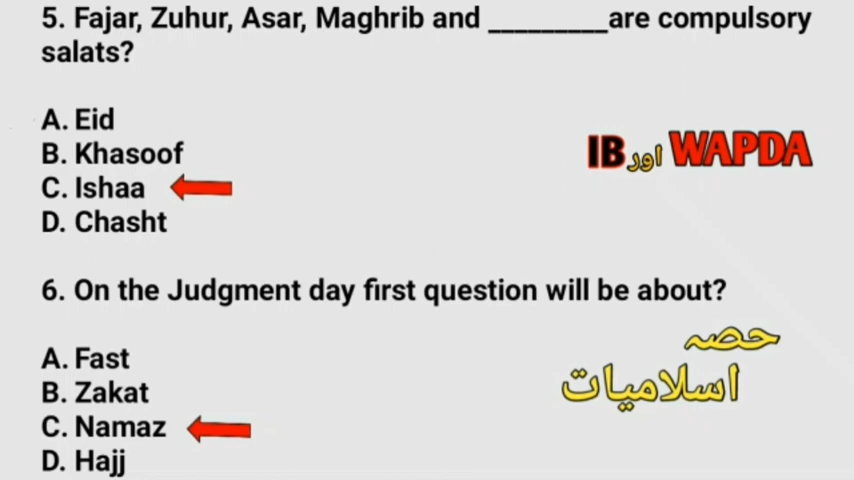 5. Fajar, Zuhur, Asar, Maghrib and _________are compulsory
salats?
A. Eid
B. Khasoof
C. Ishaa
D. Chasht
WAPDA اور IB
6. On the Judgment day first question will be about?
A. Fast
B. Zakat
C. Namaz
D. Hajj
حصہ
اسلامیات